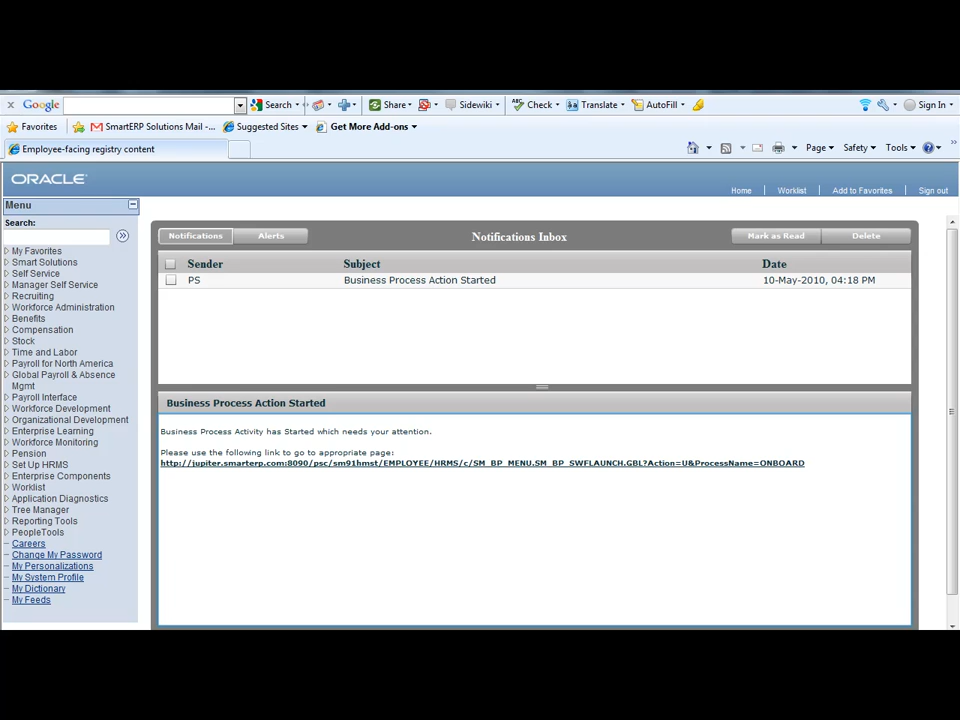 Google Search Share Sidewiki Check Translate AutoFill Sign In
Favorites SmartERP Solutions Mail -... Suggested Sites Get More Add-ons
Employee-facing registry content Page Safety Tools
ORACLE
Home Worklist Add to Favorites Sign out
Menu
Search:
My Favorites
Smart Solutions
Self Service
Manager Self Service
Recruiting
Workforce Administration
Benefits
Compensation
Stock
Time and Labor
Payroll for North America
Global Payroll & Absence
Mgmt
Payroll Interface
Workforce Development
Organizational Development
Enterprise Learning
Workforce Monitoring
Pension
Set Up HRMS
Enterprise Components
Worklist
Application Diagnostics
Tree Manager
Reporting Tools
PeopleTools
Careers
Change My Password
My Personalizations
My System Profile
My Dictionary
My Feeds
Notifications Alerts Notifications Inbox Mark as Read Delete
Sender Subject Date
PS Business Process Action Started 10-May-2010, 04:18 PM
Business Process Action Started
Business Process Activity has Started which needs your attention.
Please use the following link to go to appropriate page:
http://jupiter.smarterp.com:8090/psc/sm91hmst/EMPLOYEE/HRMS/c/SM_BP_MENU.SM_BP_SWFLAUNCH.GBL?Action=U&ProcessName=ONBOARD